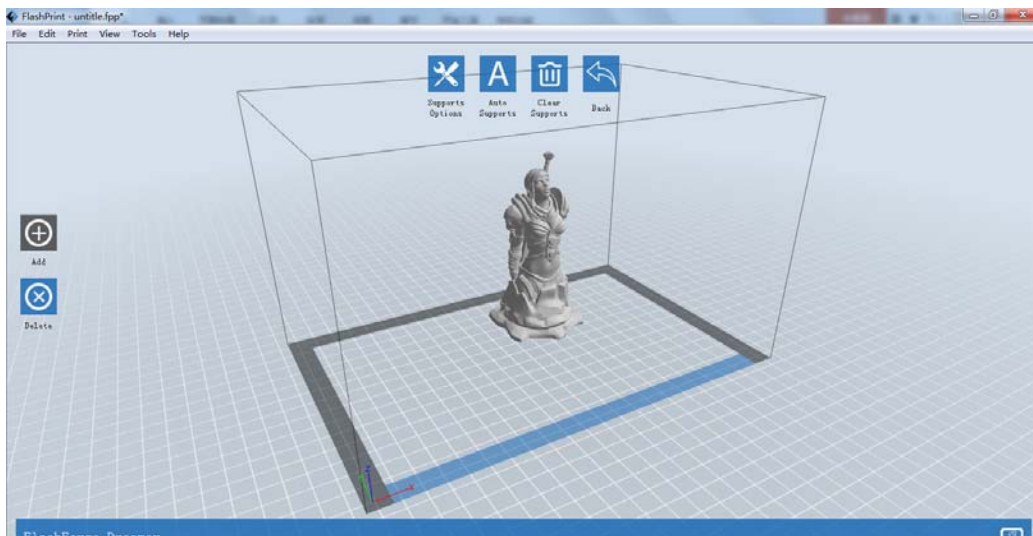 FlashPrint - untitle.fpp*
File Edit Print View Tools Help
A
Supports Options
Auto Supports
Clear Supports
Back
Add
Delete